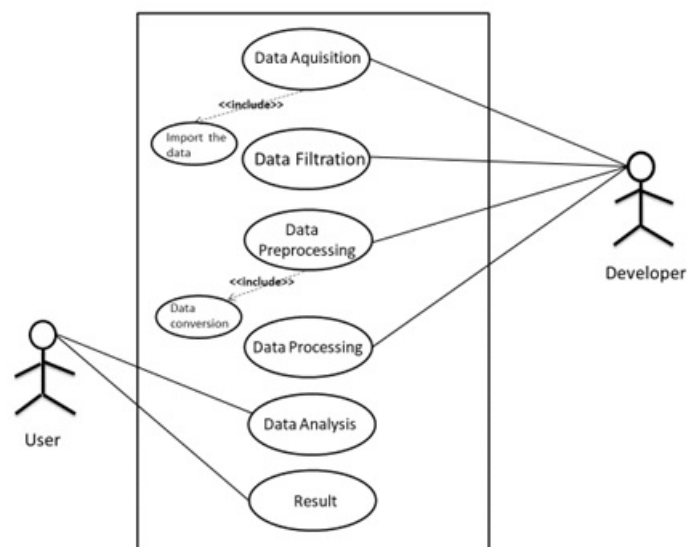 Data Aquisition
<<include>>
Import the
data
Data Filtration
Data
Preprocessing
<<include>>
Data
conversion
Data Processing
Data Analysis
Result
User
Developer